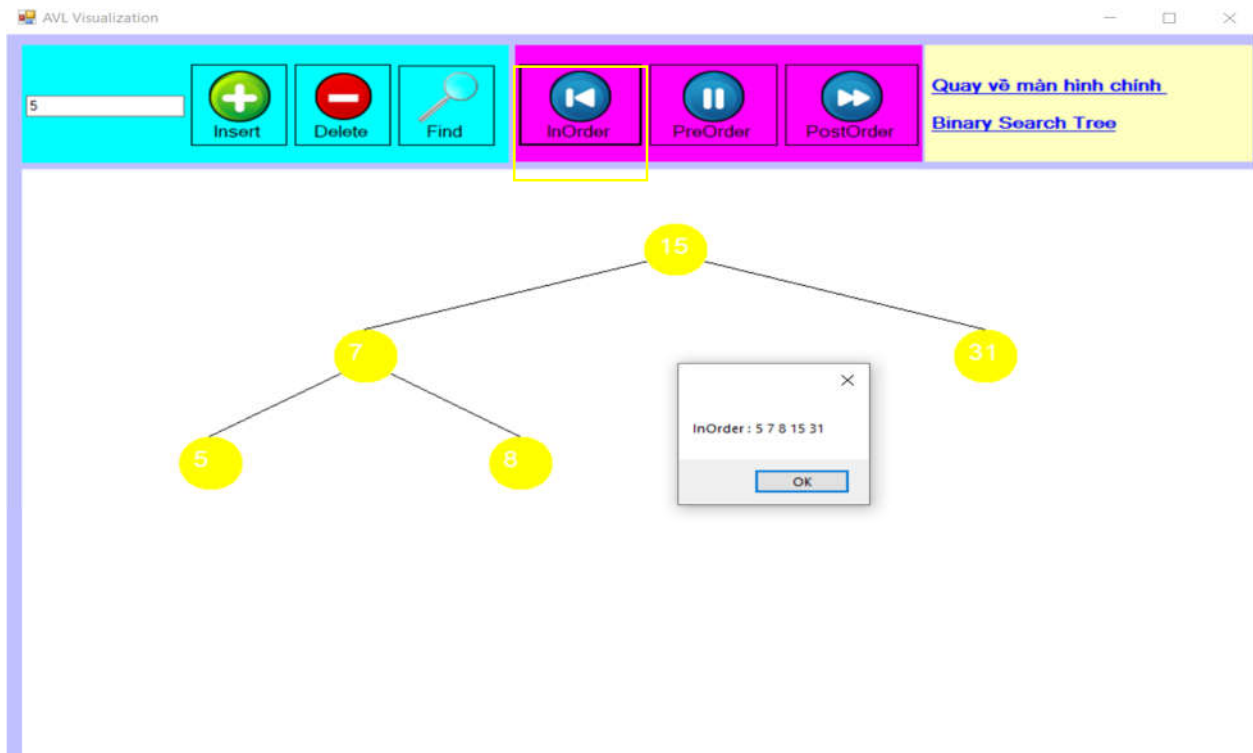 AVL Visualization
5
Insert
Delete
Find
InOrder
PreOrder
PostOrder
Quay về màn hình chính
Binary Search Tree
15
7
31
5
8
InOrder : 5 7 8 15 31
OK